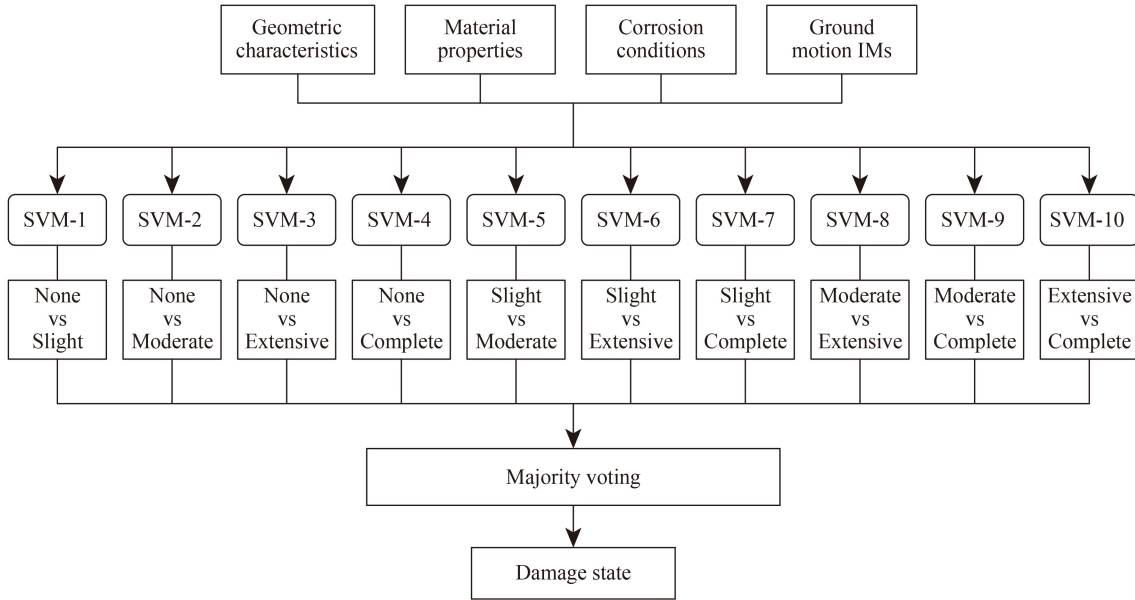 Geometric
characteristics
Material
properties
Corrosion
conditions
Ground
motion IMs
SVM-1
SVM-2
SVM-3
SVM-4
SVM-5
SVM-6
SVM-7
SVM-8
SVM-9
SVM-10
None
vs
Slight
None
vs
Moderate
None
vs
Extensive
None
vs
Complete
Slight
vs
Moderate
Slight
vs
Extensive
Slight
vs
Complete
Moderate
vs
Extensive
Moderate
vs
Complete
Extensive
vs
Complete
Majority voting
Damage state